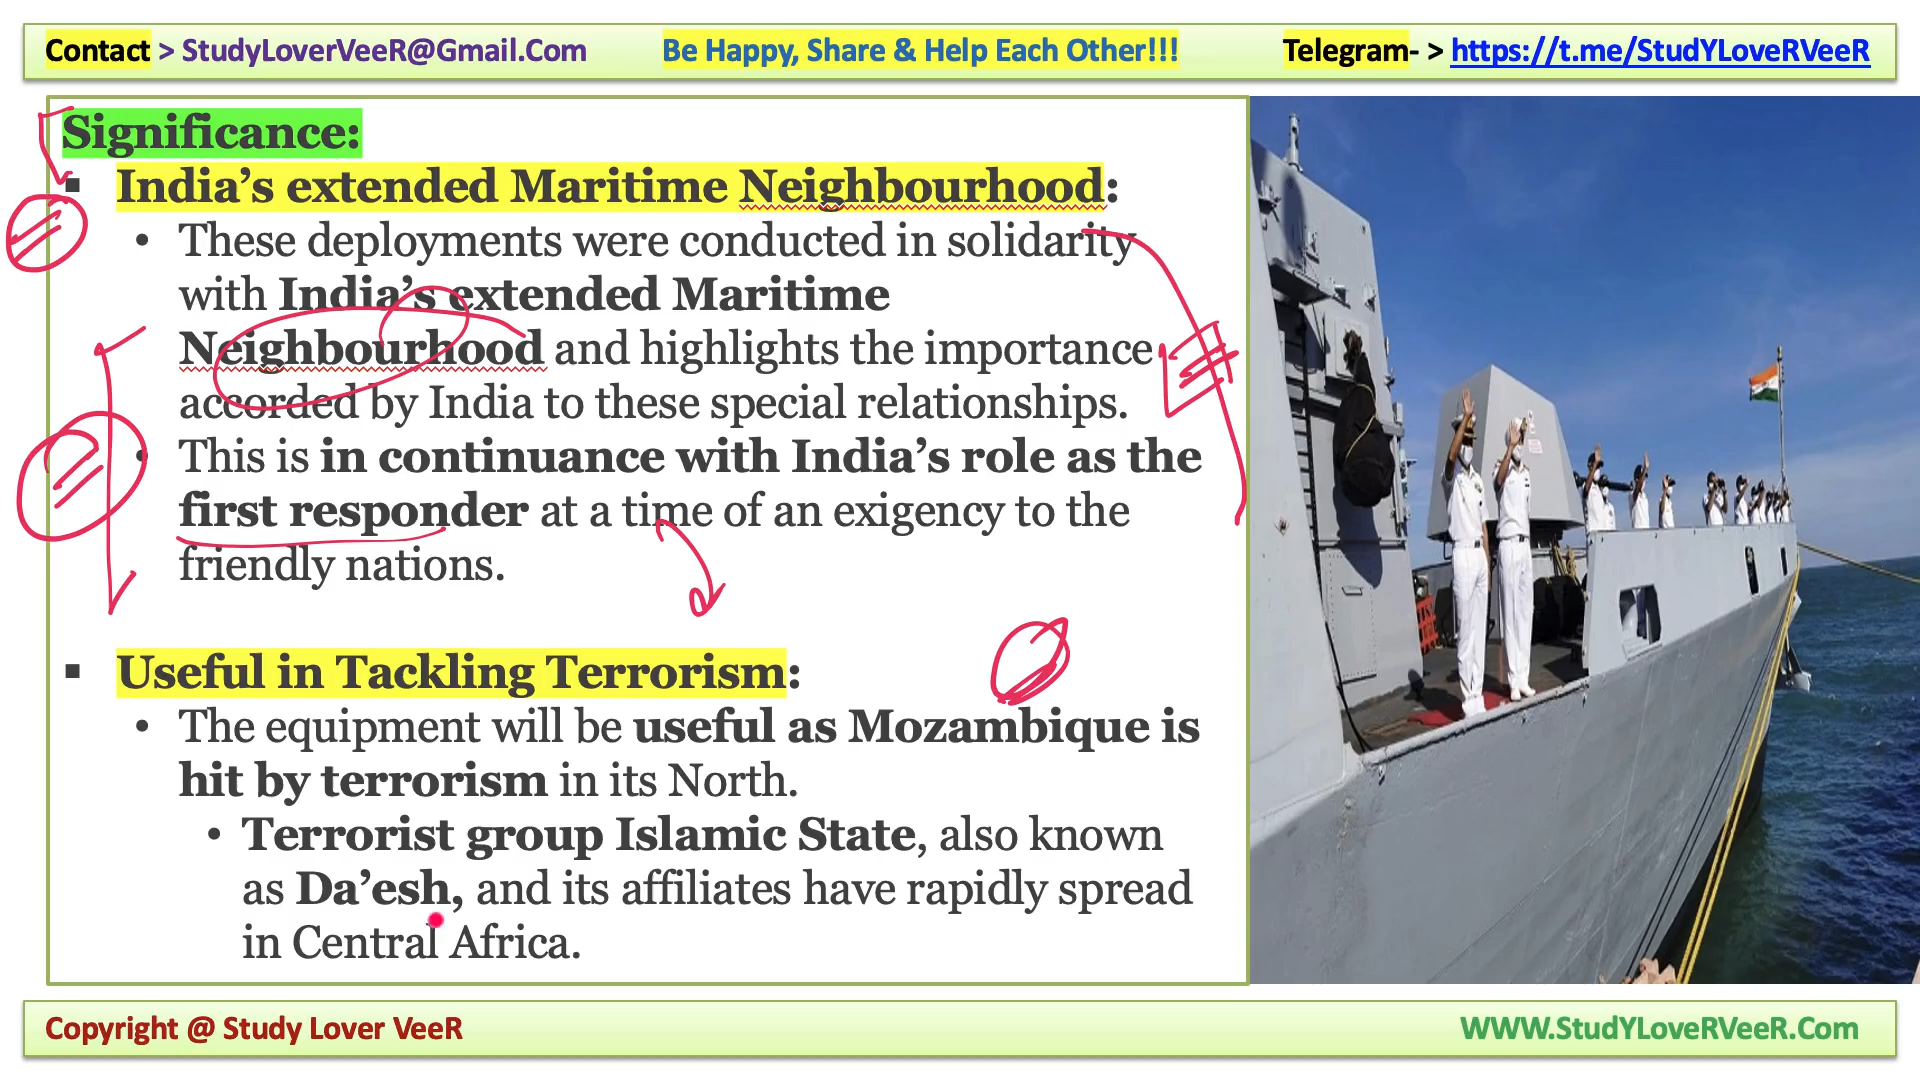 Contact > StudyLoverVeeR@Gmail.Com Be Happy, Share & Help Each Other!!! Telegram- > https://t.me/StudYLoveRVeeR
Significance:
▪ India’s extended Maritime Neighbourhood:
• These deployments were conducted in solidarity
with India’s extended Maritime
Neighbourhood and highlights the importance
accorded by India to these special relationships.
• This is in continuance with India’s role as the
first responder at a time of an exigency to the
friendly nations.
▪ Useful in Tackling Terrorism:
• The equipment will be useful as Mozambique is
hit by terrorism in its North.
• Terrorist group Islamic State, also known
as Da’esh, and its affiliates have rapidly spread
in Central Africa.
Copyright @ Study Lover VeeR WWW.StudYLoveRVeeR.Com